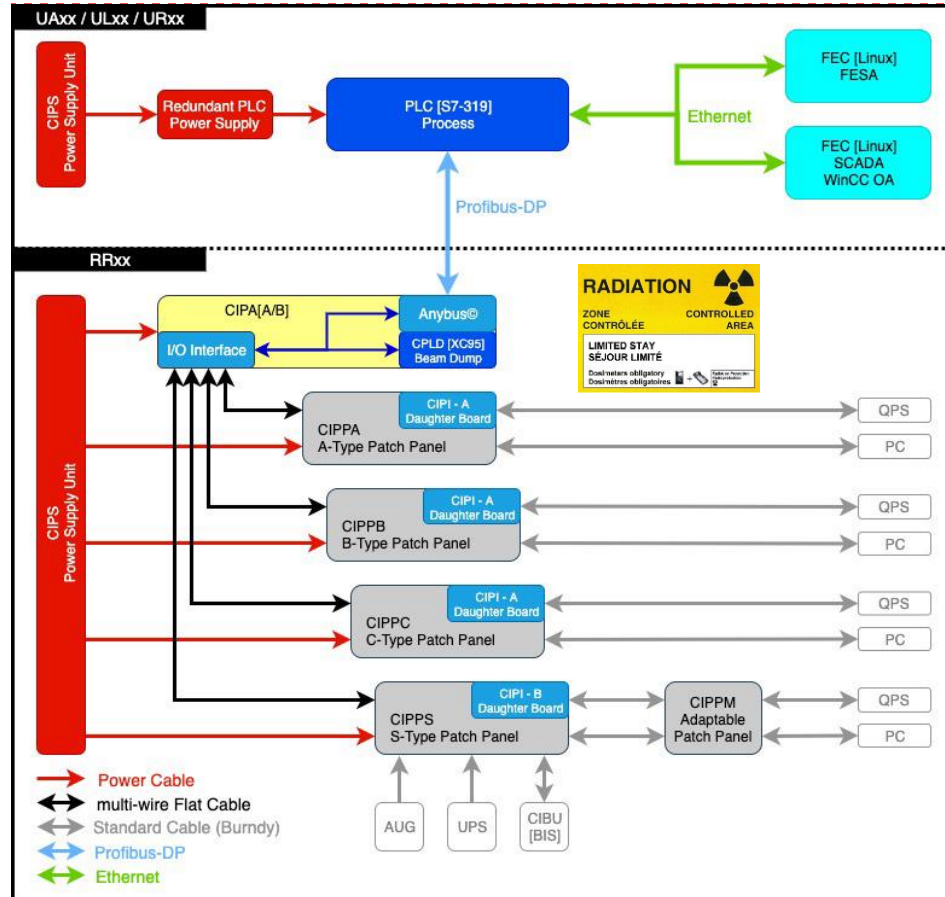 UAxx / ULxx / URxx
CIPS
Power Supply Unit
Redundant PLC
Power Supply
PLC [S7-319]
Process
Ethernet
FEC [Linux]
FESA
FEC [Linux]
SCADA
WinCC OA
Profibus-DP
RRxx
CIPS
Power Supply Unit
CIPA[A/B]
Anybus©
I/O Interface
CPLD [XC95]
Beam Dump
RADIATION
ZONE
CONTRÔLÉE
CONTROLLED
AREA
LIMITED STAY
SÉJOUR LIMITÉ
Dosimeters obligatory
Dosimètres obligatoires
CIPI - A
Daughter Board
CIPPA
A-Type Patch Panel
QPS
PC
CIPI - A
Daughter Board
CIPPB
B-Type Patch Panel
QPS
PC
CIPI - A
Daughter Board
CIPPC
C-Type Patch Panel
QPS
PC
CIPI - B
Daughter Board
CIPPS
S-Type Patch Panel
CIPPM
Adaptable
Patch Panel
QPS
PC
AUG
UPS
CIBU
[BIS]
Power Cable
multi-wire Flat Cable
Standard Cable (Burndy)
Profibus-DP
Ethernet